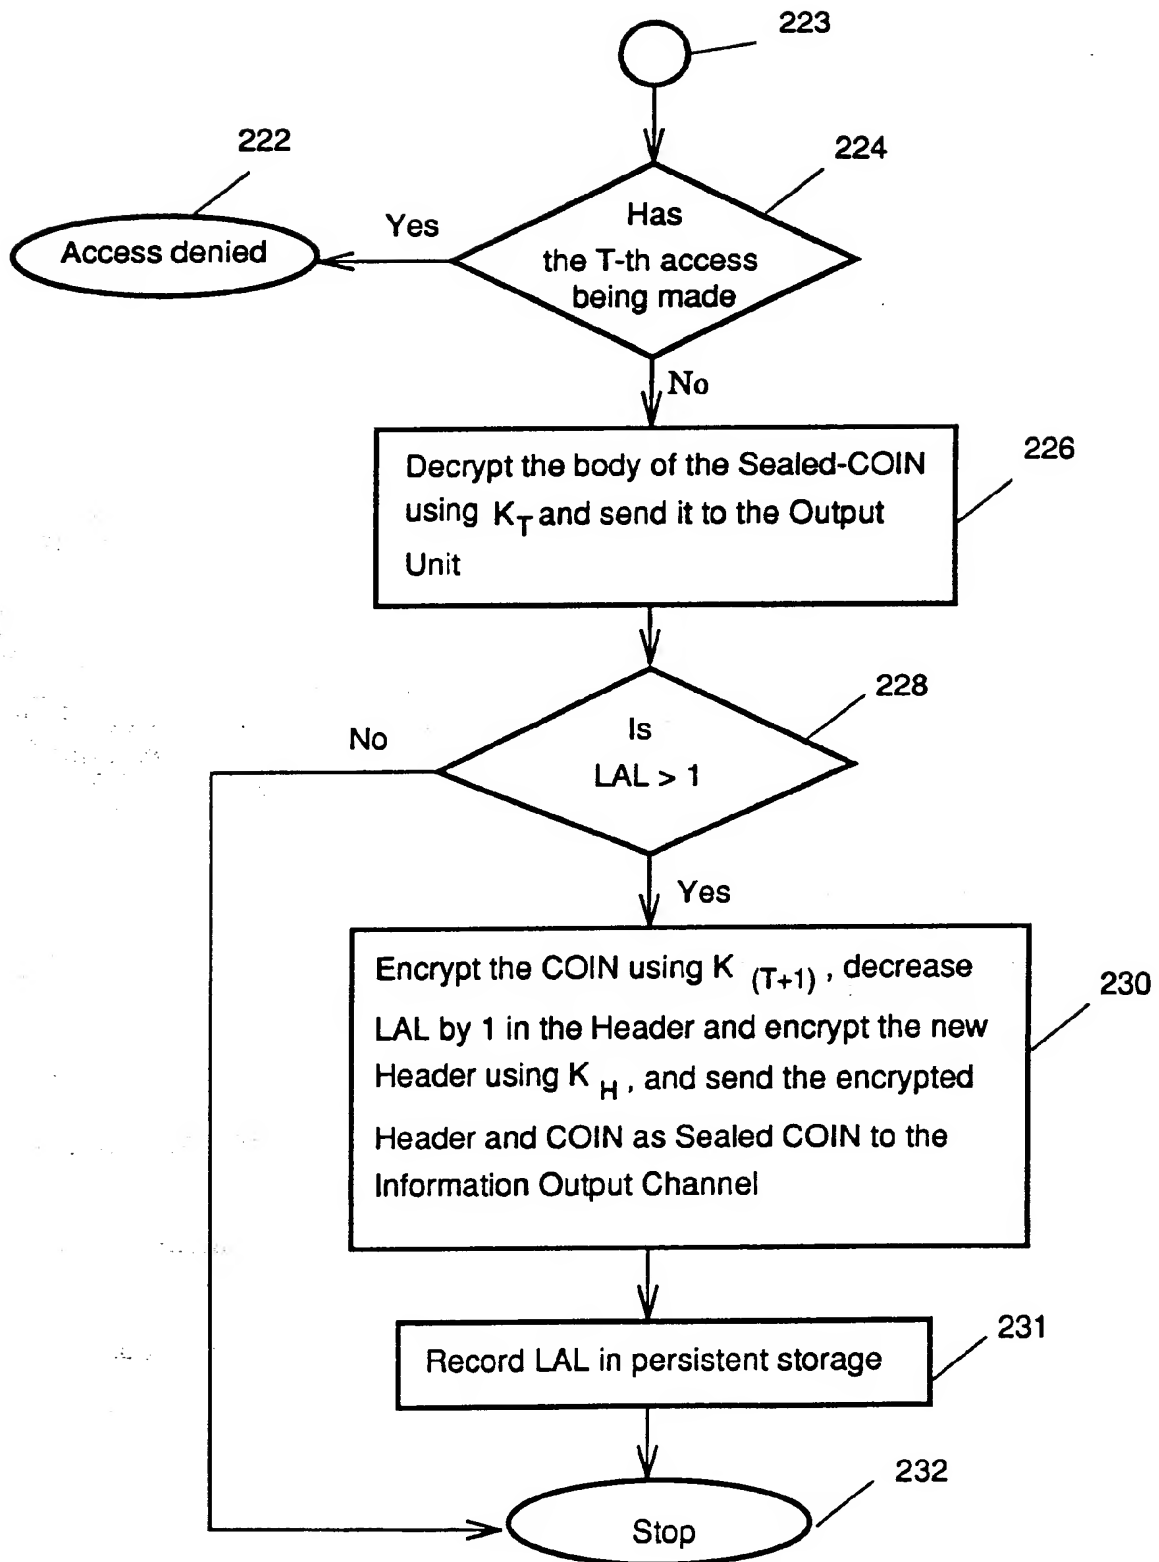 223
222
224
Access denied
Yes
Has
the T-th access
being made
No
226
Decrypt the body of the Sealed-COIN
using K_T and send it to the Output
Unit
228
No
Is
LAL > 1
Yes
230
Encrypt the COIN using K_(T+1), decrease
LAL by 1 in the Header and encrypt the new
Header using K_H, and send the encrypted
Header and COIN as Sealed COIN to the
Information Output Channel
231
Record LAL in persistent storage
232
Stop